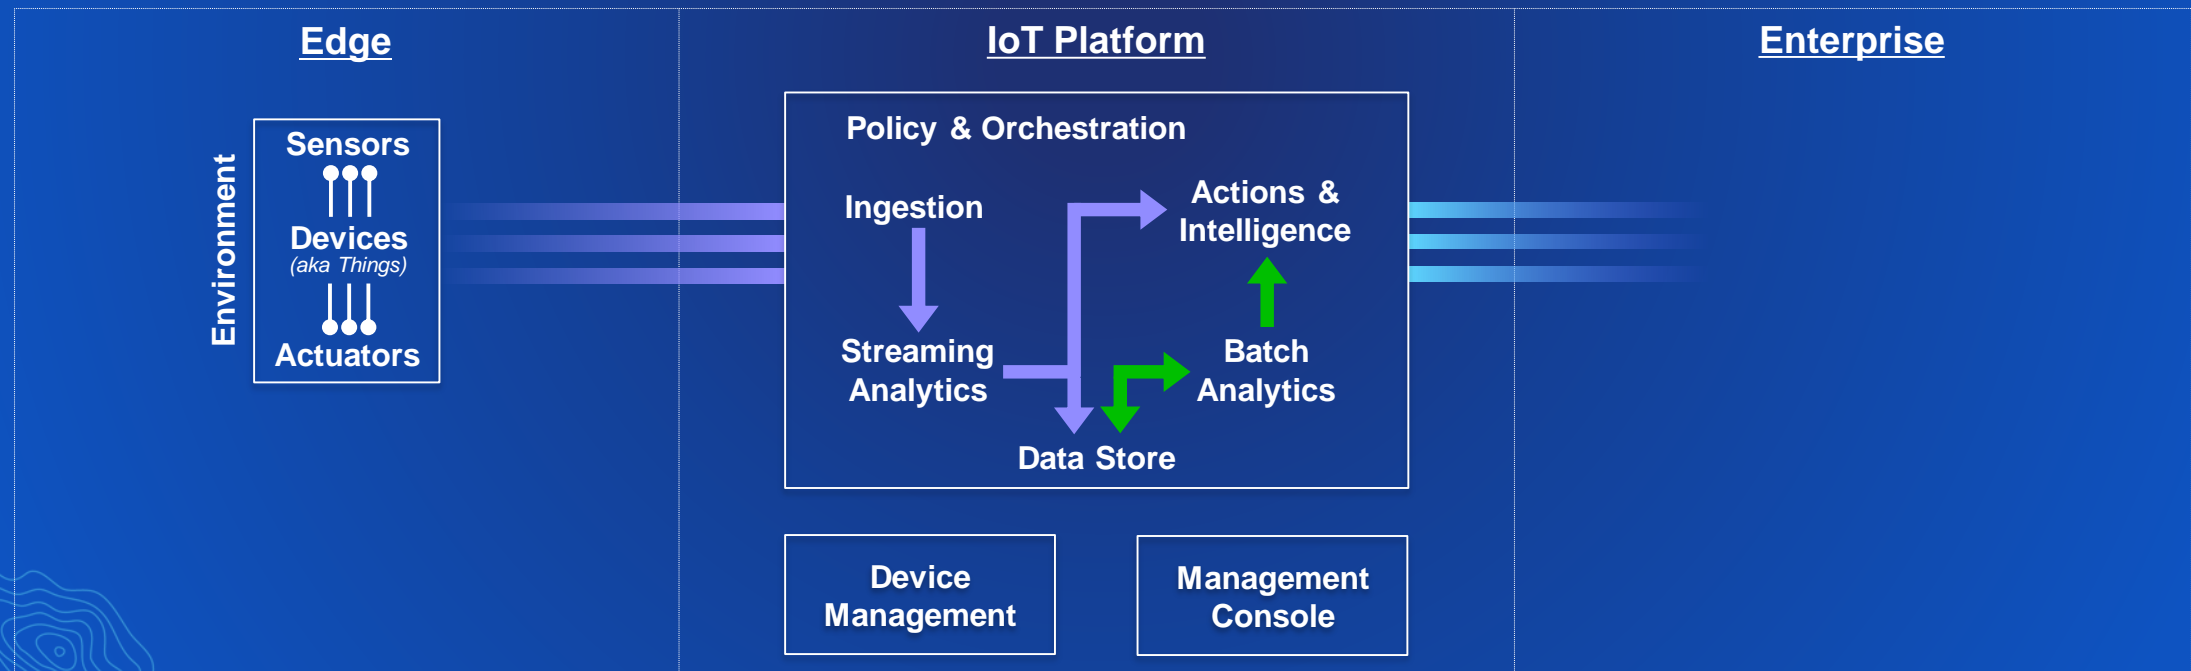 Edge
IoT Platform
Enterprise
Environment
Sensors
Devices
(aka Things)
Actuators
Policy & Orchestration
Ingestion
Actions &
Intelligence
Streaming
Analytics
Batch
Analytics
Data Store
Device
Management
Management
Console